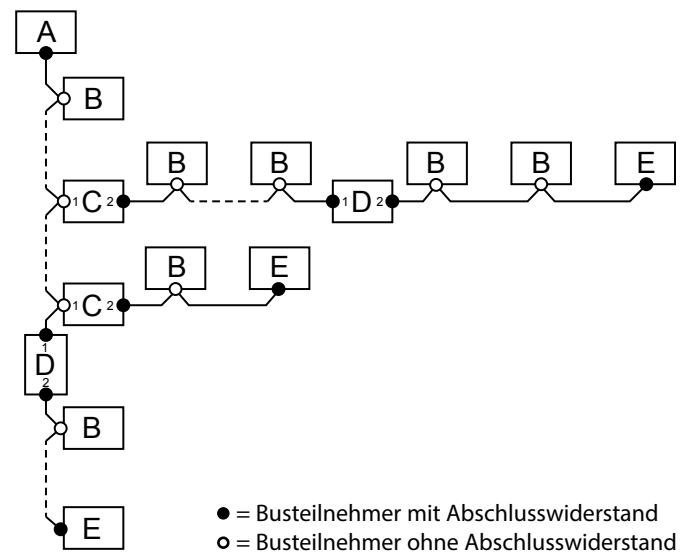 A
B
B B B B E
1 C 2 1 D 2
B E
1 C 2
1
D
2
B
E
● = Busteilnehmer mit Abschlusswiderstand
○ = Busteilnehmer ohne Abschlusswiderstand